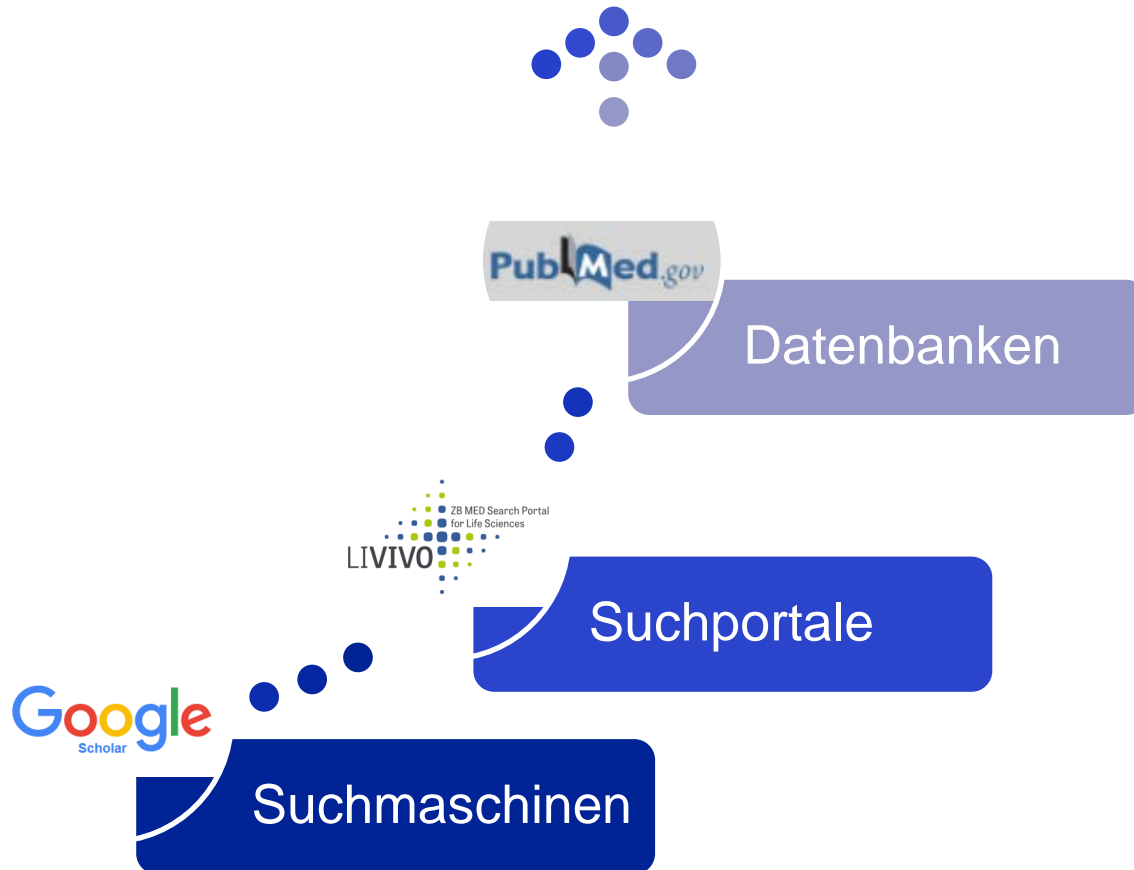 PubMed.gov
Datenbanken
ZB MED Search Portal
for Life Sciences
LIVIVO
Suchportale
Google
Scholar
Suchmaschinen